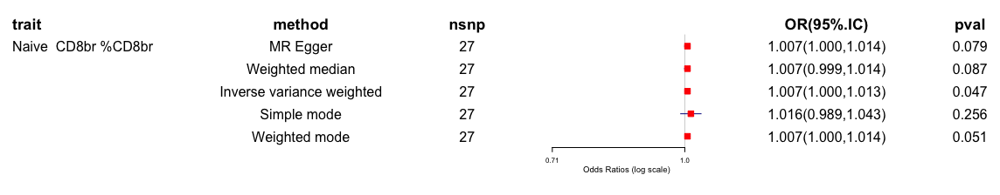 trait method nsnp OR(95%.IC) pval
Naive CD8br %CD8br MR Egger 27 1.007(1.000,1.014) 0.079
Weighted median 27 1.007(0.999,1.014) 0.087
Inverse variance weighted 27 1.007(1.000,1.013) 0.047
Simple mode 27 1.016(0.989,1.043) 0.256
Weighted mode 27 1.007(1.000,1.014) 0.051
0.71 1.0
Odds Ratios (log scale)